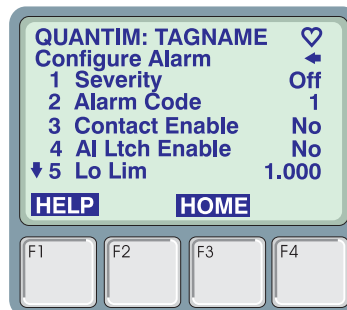 QUANTIM: TAGNAME
Configure Alarm
1 Severity Off
2 Alarm Code 1
3 Contact Enable No
4 Al Ltch Enable No
5 Lo Lim 1.000
HELP HOME
F1 F2 F3 F4